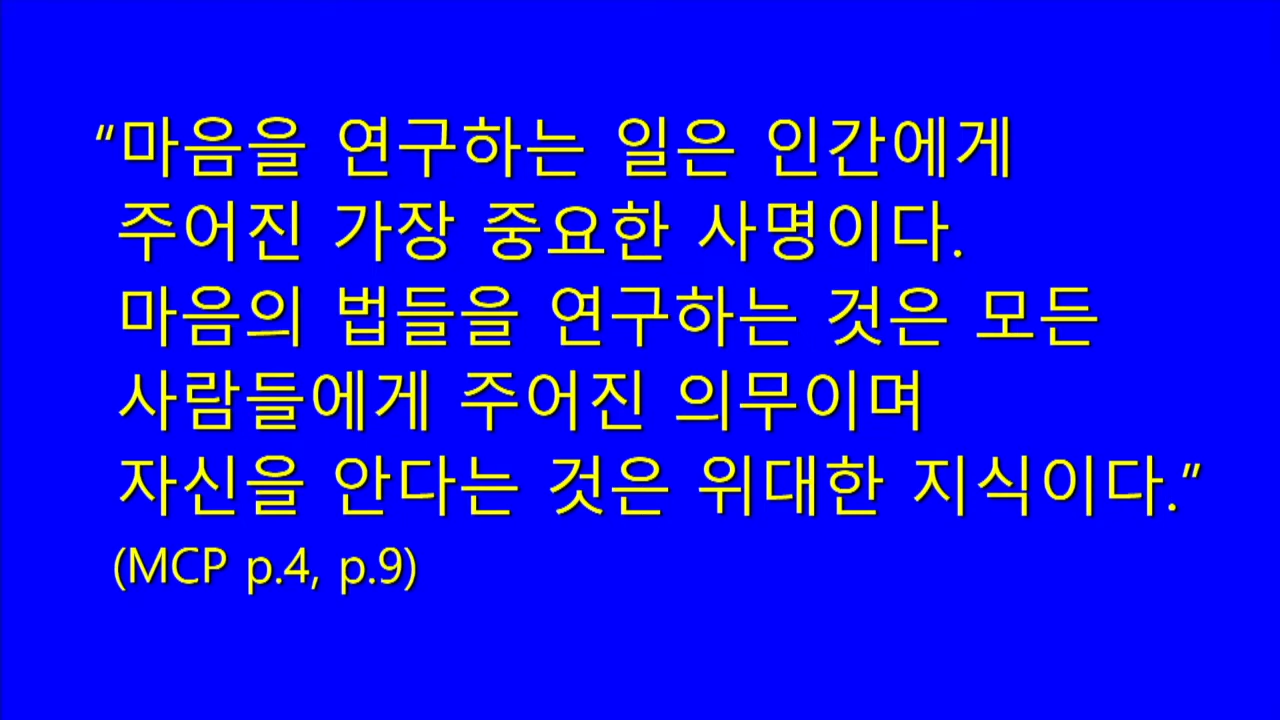 “마음을 연구하는 일은 인간에게
주어진 가장 중요한 사명이다.
마음의 법들을 연구하는 것은 모든
사람들에게 주어진 의무이며
자신을 안다는 것은 위대한 지식이다.”
(MCP p.4, p.9)